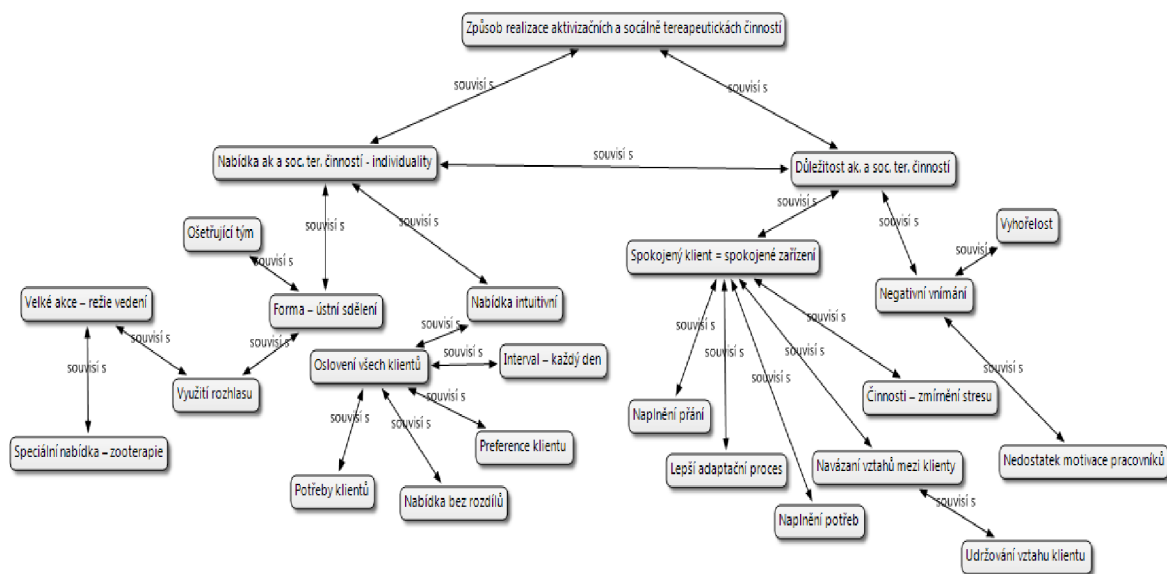 Způsob realizace aktivizačních a socálně tereapeutickách činností
souvisí s
souvisí s
Nabídka ak a soc. ter. činností - individuality
souvisí s
Důležitost ak. a soc. ter. činností
souvisí s
souvisí s
souvisí s
souvisí s
Ošetřující tým
souvisí s
Vyhořelost
souvisí s
Spokojený klient = spokojené zařízení
Negativní vnímání
Velké akce – režie vedení
Forma – ústní sdělení
Nabídka intuitivní
souvisí s
souvisí s
souvisí s
souvisí s
Oslovení všech klientů
souvisí s
Interval – každý den
souvisí s
souvisí s
souvisí s
souvisí s
souvisí s
souvisí s
Využití rozhlasu
Činnosti – zmírnění stresu
Naplnění přání
souvisí s
souvisí s
souvisí s
Speciální nabídka – zooterapie
Preference klientu
Lepší adaptační proces
Navázaní vztahů mezi klienty
Nedostatek motivace pracovníků
Potřeby klientů
Nabídka bez rozdílů
Naplnění potřeb
souvisí s
Udržování vztahu klientu